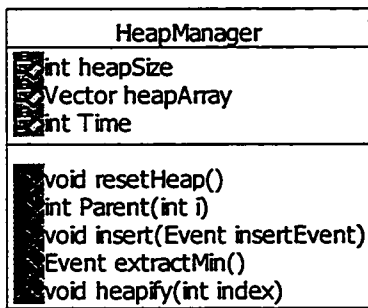 HeapManager
int heapSize
Vector heapArray
int Time
void resetHeap()
int Parent(int i)
void insert(Event insertEvent)
Event extractMin()
void heapify(int index)